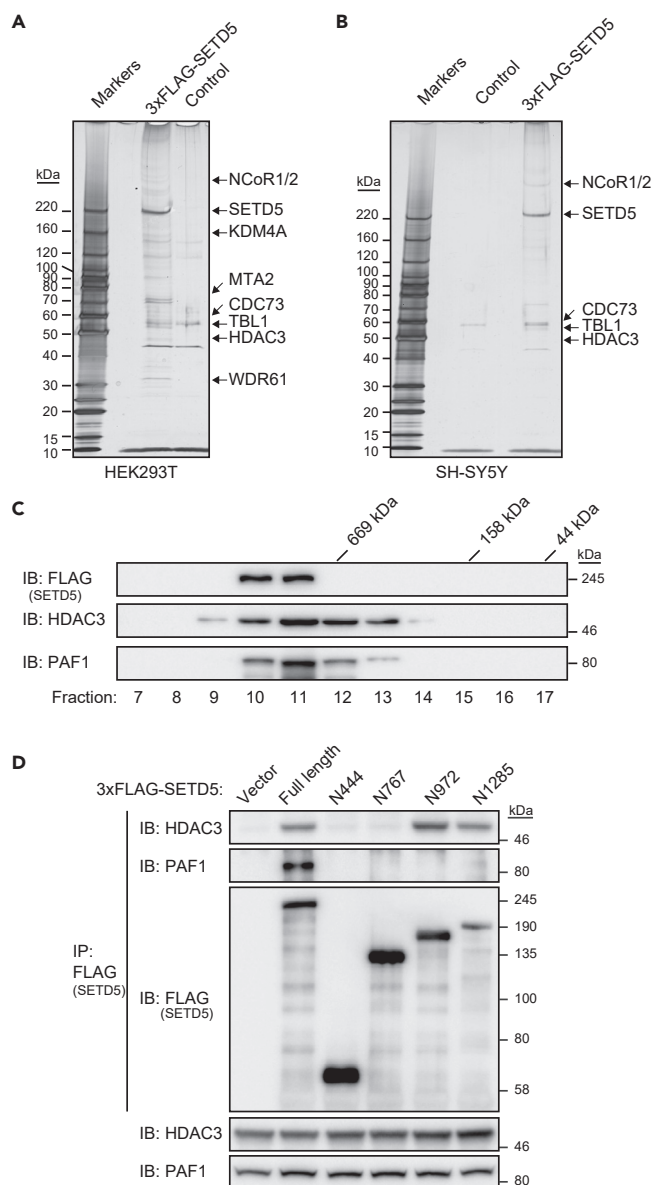 A
Markers
3xFLAG-SETD5
Control
kDa
220
160
120
100
90
80
70
60
50
40
30
20
15
10
NCoR1/2
SETD5
KDM4A
MTA2
CDC73
TBL1
HDAC3
WDR61
HEK293T
B
Markers
Control
3xFLAG-SETD5
kDa
220
160
120
100
90
80
70
60
50
40
30
20
15
10
NCoR1/2
SETD5
CDC73
TBL1
HDAC3
SH-SY5Y
C
669 kDa
158 kDa
44 kDa
kDa
IB: FLAG
(SETD5)
245
IB: HDAC3
46
IB: PAF1
80
Fraction: 7 8 9 10 11 12 13 14 15 16 17
D
3xFLAG-SETD5: Vector Full length N444 N767 N972 N1285
kDa
IB: HDAC3
46
IB: PAF1
80
IP:
FLAG
(SETD5)
IB: FLAG
(SETD5)
245
190
135
100
80
58
IB: HDAC3
46
IB: PAF1
80